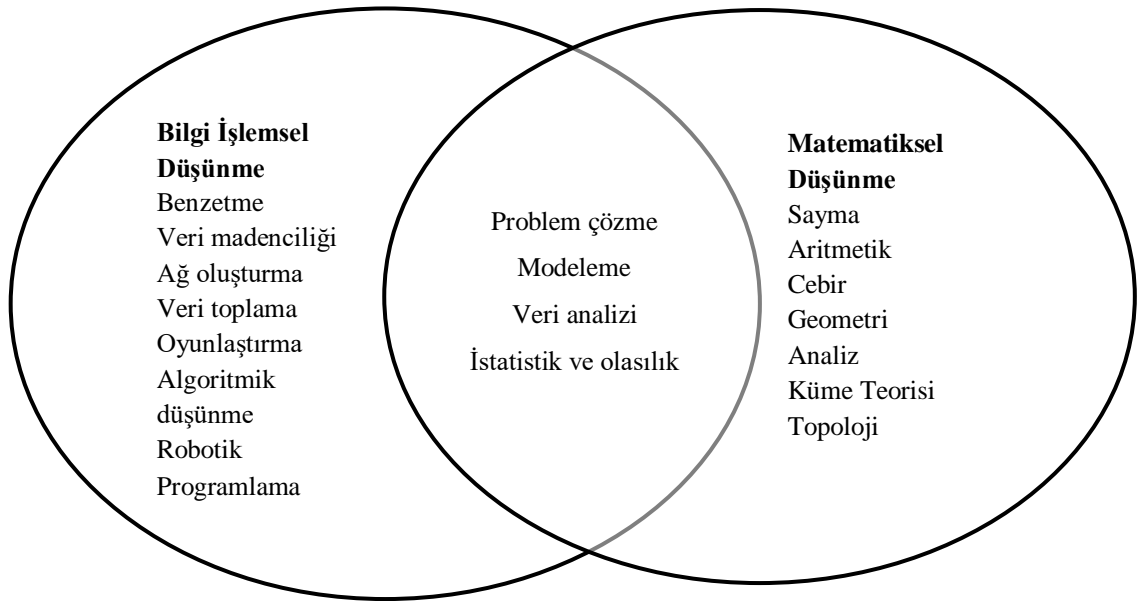 Bilgi İşlemsel
Düşünme
Benzetme
Veri madenciliği
Ağ oluşturma
Veri toplama
Oyunlaştırma
Algoritmik
düşünme
Robotik
Programlama
Problem çözme
Modeleme
Veri analizi
İstatistik ve olasılık
Matematiksel
Düşünme
Sayma
Aritmetik
Cebir
Geometri
Analiz
Küme Teorisi
Topoloji